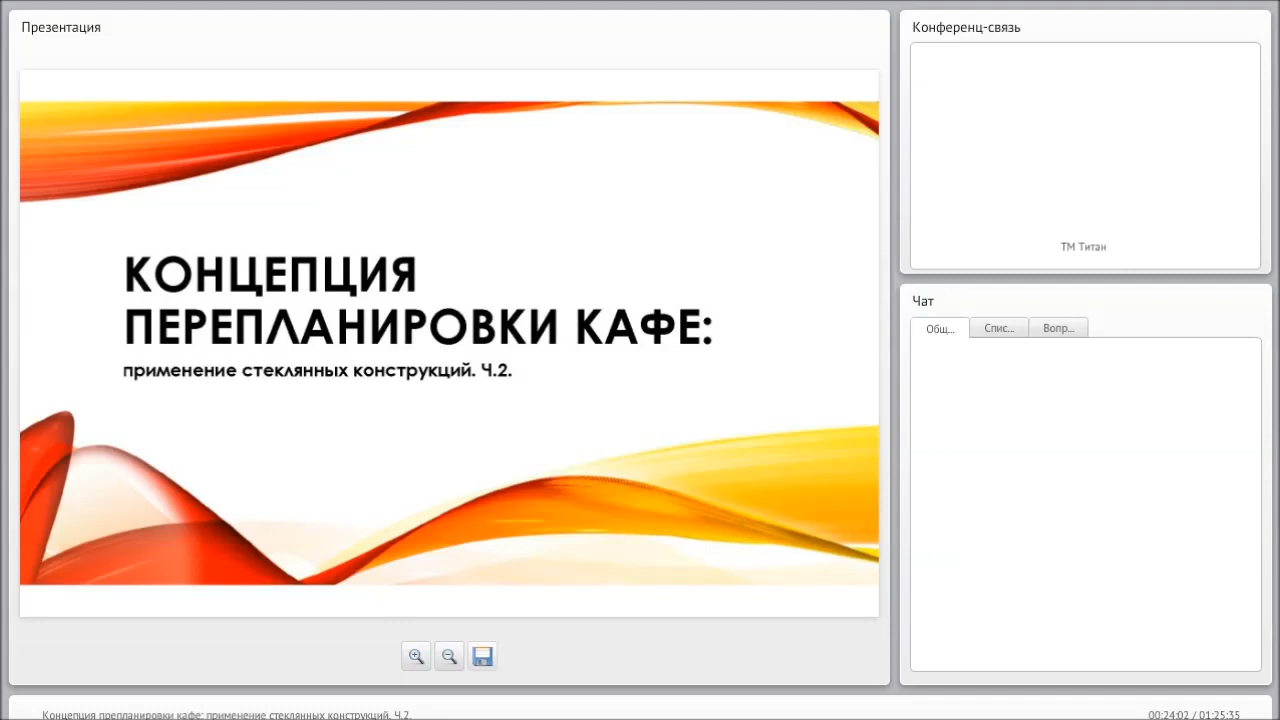 Презентация
КОНЦЕПЦИЯ
ПЕРЕПЛАНИРОВКИ КАФЕ:
применение стеклянных конструкций. Ч.2.
Конференц-связь
ТМ Титан
Чат
Общ... Спис... Вопр...
Концепция препланировки кафе: применение стеклянных конструкций. Ч.2.
00:24:02 / 01:25:35